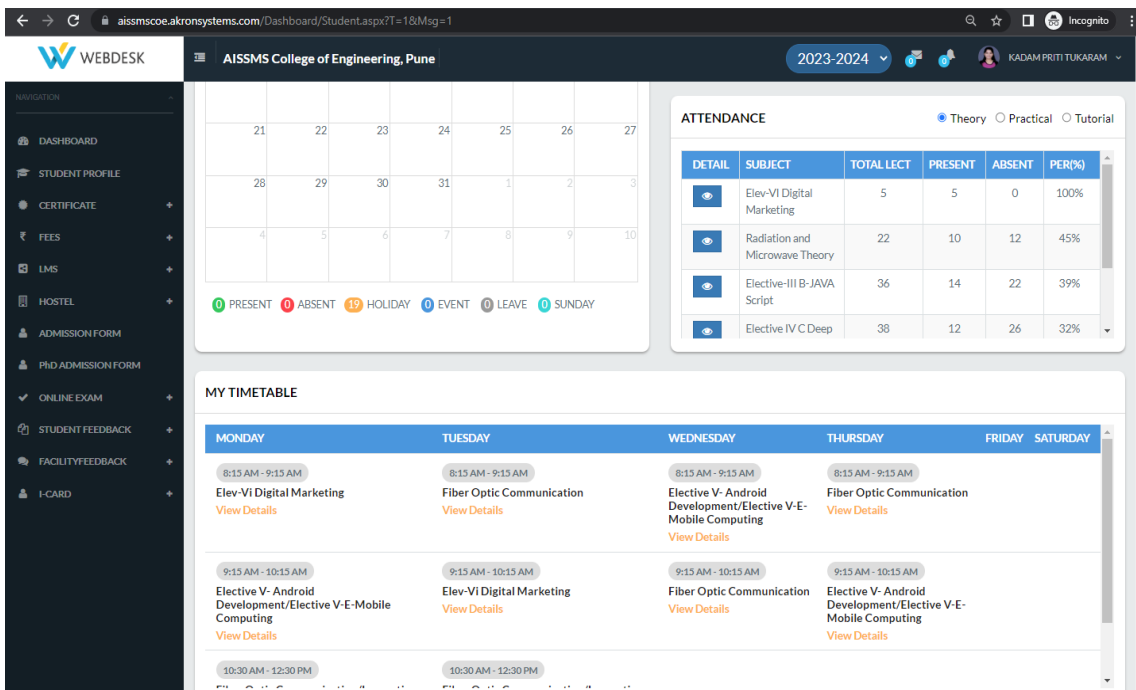 aissmscoe.akronsystems.com/Dashboard/Student.aspx?T=1&Msg=1
Incognito
WEBDESK
AISSMS College of Engineering, Pune
2023-2024
0
0
KADAM PRITI TUKARAM
NAVIGATION
DASHBOARD
STUDENT PROFILE
CERTIFICATE +
₹ FEES +
LMS +
HOSTEL +
ADMISSION FORM
PhD ADMISSION FORM
ONLINE EXAM +
STUDENT FEEDBACK +
FACILITYFEEDBACK +
I-CARD +
21 22 23 24 25 26 27
28 29 30 31 1 2 3
4 5 6 7 8 9 10
0 PRESENT 0 ABSENT 19 HOLIDAY 0 EVENT 0 LEAVE 0 SUNDAY
ATTENDANCE
Theory Practical Tutorial
DETAIL SUBJECT TOTAL LECT PRESENT ABSENT PER(%)
Elev-VI Digital 5 5 0 100%
Marketing
Radiation and 22 10 12 45%
Microwave Theory
Elective-III B-JAVA 36 14 22 39%
Script
Elective IV C Deep 38 12 26 32%
MY TIMETABLE
MONDAY TUESDAY WEDNESDAY THURSDAY FRIDAY SATURDAY
8:15 AM - 9:15 AM
Elev-Vi Digital Marketing
View Details
8:15 AM - 9:15 AM
Fiber Optic Communication
View Details
8:15 AM - 9:15 AM
Elective V- Android
Development/Elective V-E-
Mobile Computing
View Details
8:15 AM - 9:15 AM
Fiber Optic Communication
View Details
9:15 AM - 10:15 AM
Elective V- Android
Development/Elective V-E-Mobile
Computing
View Details
9:15 AM - 10:15 AM
Elev-Vi Digital Marketing
View Details
9:15 AM - 10:15 AM
Fiber Optic Communication
View Details
9:15 AM - 10:15 AM
Elective V- Android
Development/Elective V-E-
Mobile Computing
View Details
10:30 AM - 12:30 PM
10:30 AM - 12:30 PM